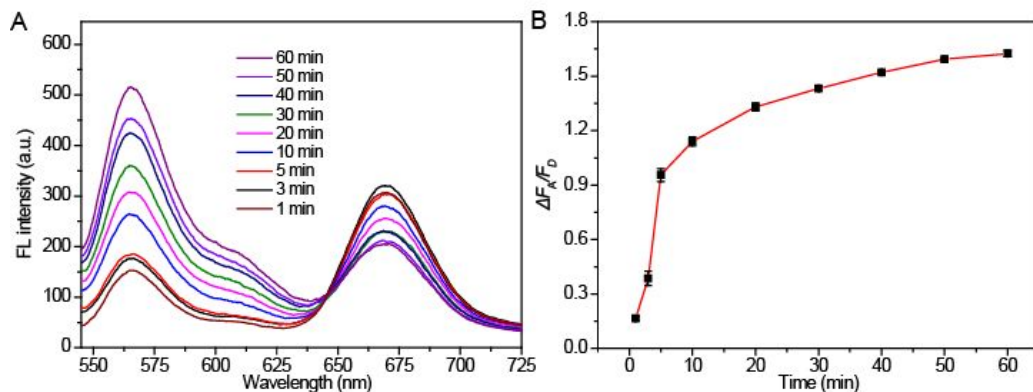 A
FL intensity (a.u.)
600
500
400
300
200
100
0
60 min
50 min
40 min
30 min
20 min
10 min
5 min
3 min
1 min
550
575
600
625
650
675
700
725
Wavelength (nm)
B
ΔF_A/F_D
1.8
1.5
1.2
0.9
0.6
0.3
0.0
0
10
20
30
40
50
60
Time (min)